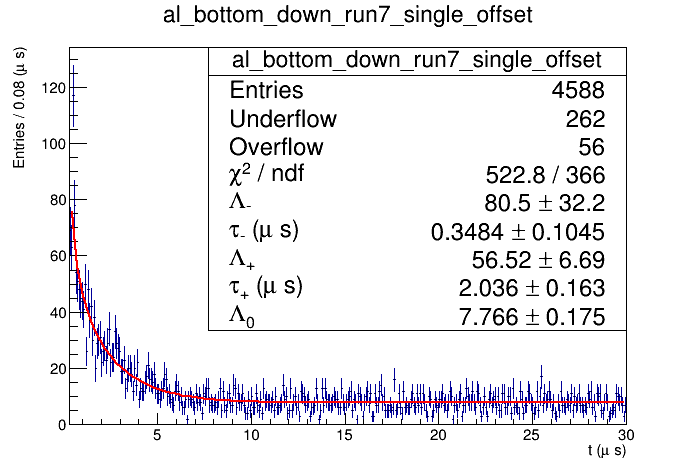 al_bottom_down_run7_single_offset
al_bottom_down_run7_single_offset
Entries 4588
Underflow 262
Overflow 56
χ² / ndf 522.8 / 366
Λ₋ 80.5 ± 32.2
τ₋ (μ s) 0.3484 ± 0.1045
Λ₊ 56.52 ± 6.69
τ₊ (μ s) 2.036 ± 0.163
Λ₀ 7.766 ± 0.175
Entries / 0.08 (μ s)
120
100
80
60
40
20
0
5 10 15 20 25 30
t (μ s)